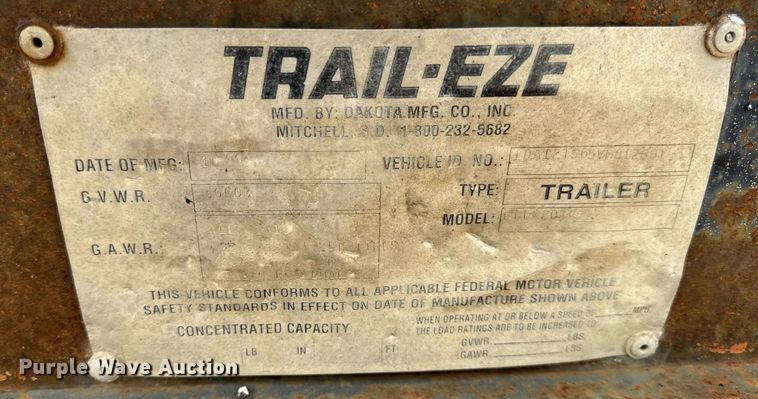 TRAIL-EZE
MFD. BY: DAKOTA MFG. CO., INC.
MITCHELL, S.D. 1-800-232-5682
DATE OF MFG:
VEHICLE ID NO.:
G.V.W.R.
TYPE: TRAILER
MODEL:
G.A.W.R.:
THIS VEHICLE CONFORMS TO ALL APPLICABLE FEDERAL MOTOR VEHICLE
SAFETY STANDARDS IN EFFECT ON DATE OF MANUFACTURE SHOWN ABOVE
CONCENTRATED CAPACITY
LB IN FT
WHEN OPERATING AT OR BELOW A SPEED OF MPH
THE LOAD RATINGS ARE TO BE INCREASED TO:
GVWR LBS.
GAWR LBS.
Purple Wave Auction